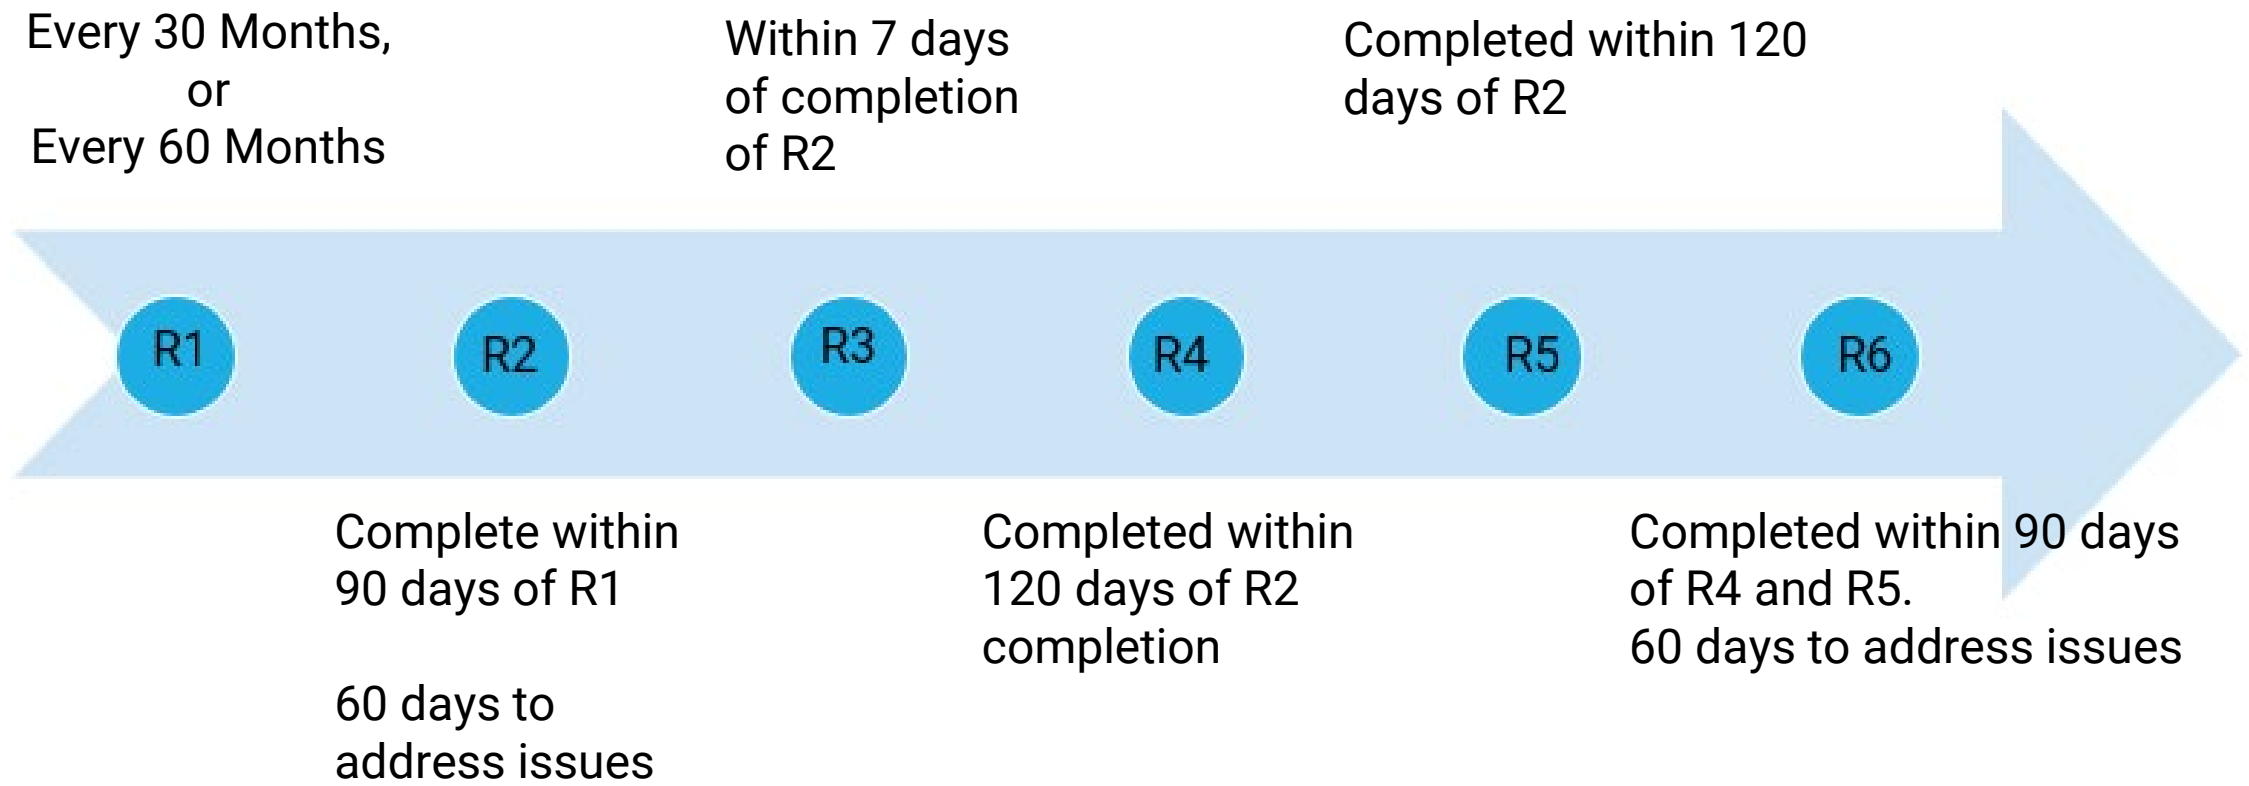 Every 30 Months,
or
Every 60 Months
Within 7 days
of completion
of R2
Completed within 120
days of R2
R1
R2
R3
R4
R5
R6
Complete within
90 days of R1
60 days to
address issues
Completed within
120 days of R2
completion
Completed within 90 days
of R4 and R5.
60 days to address issues